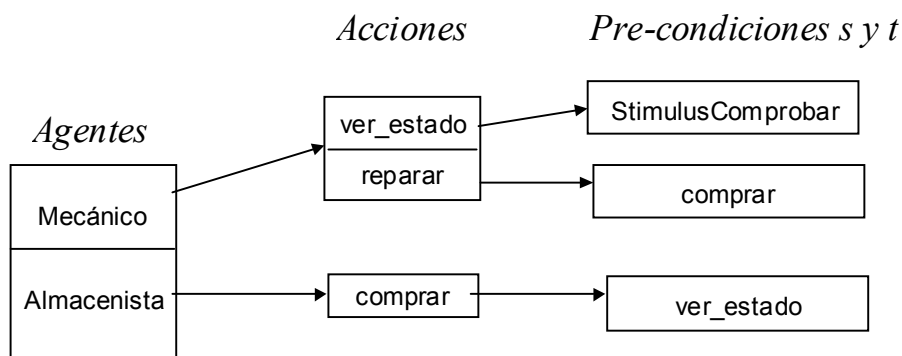 Acciones
Pre-condiciones s y t
Agentes
ver_estado
StimulusComprobar
reparar
comprar
Mecánico
Almacenista
comprar
ver_estado